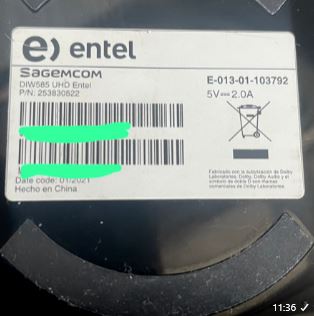 e) entel
SAGEMCOM
DIW585 UHD Entel
P/N: 253830822
E-013-01-103792
5V⎓2.0A
Date code: 01/2021
Hecho en China
Fabricado con la autorización de Dolby
Laboratories. Dolby, Dolby Audio y el
símbolo de doble D son marcas
comerciales de Dolby Laboratories.
11:36 ✓